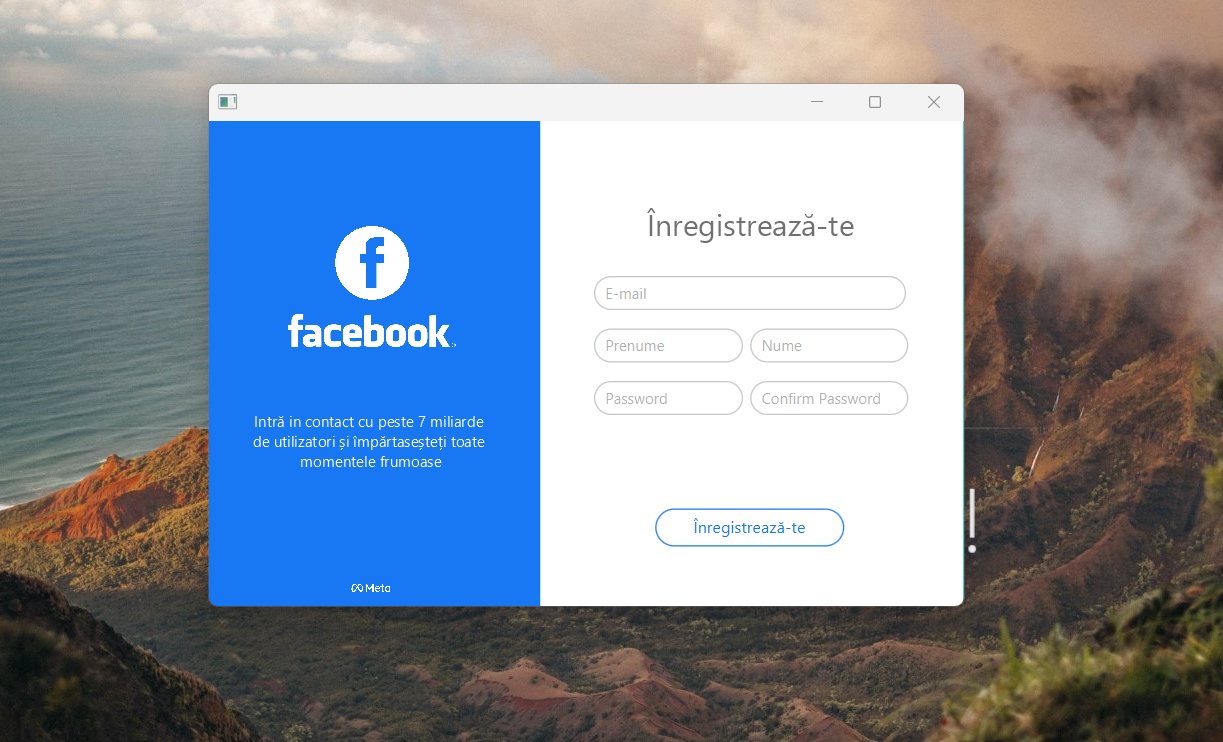 facebook
Intră in contact cu peste 7 miliarde
de utilizatori și împărtaseșteți toate
momentele frumoase
Meta
Înregistrează-te
E-mail
Prenume Nume
Password Confirm Password
Înregistrează-te
!